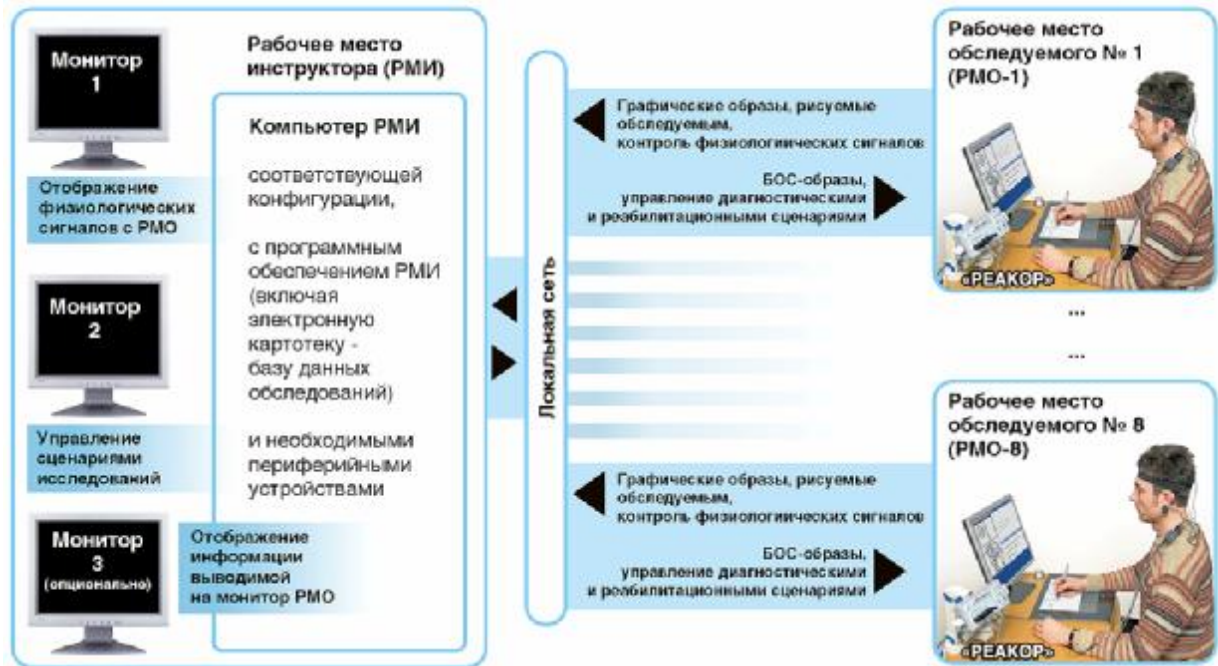 Монитор
1
Отображение
физиологических
сигналов с РМО
Монитор
2
Управление
сценариями
исследований
Монитор
3
(опционально)
Отображение
информации
выводимой
на монитор РМО
Рабочее место
инструктора (РМИ)
Компьютер РМИ
соответствующей
конфигурации,
с программным
обеспечением РМИ
(включая
электронную
картотеку -
базу данных
обследований)
и необходимыми
периферийными
устройствами
Локальная сеть
Графические образы, рисуемые
обследуемым,
контроль физиологиических сигналов
БОС-образы,
управление диагностическими
и реабилитационными сценариями
Графические образы, рисуемые
обследуемым,
контроль физиологиических сигналов
БОС-образы,
управление диагностическими
и реабилитационными сценариями
Рабочее место
обследуемого № 1
(РМО-1)
«РЕАКОР»
...
...
Рабочее место
обследуемого № 8
(РМО-8)
«РЕАКОР»